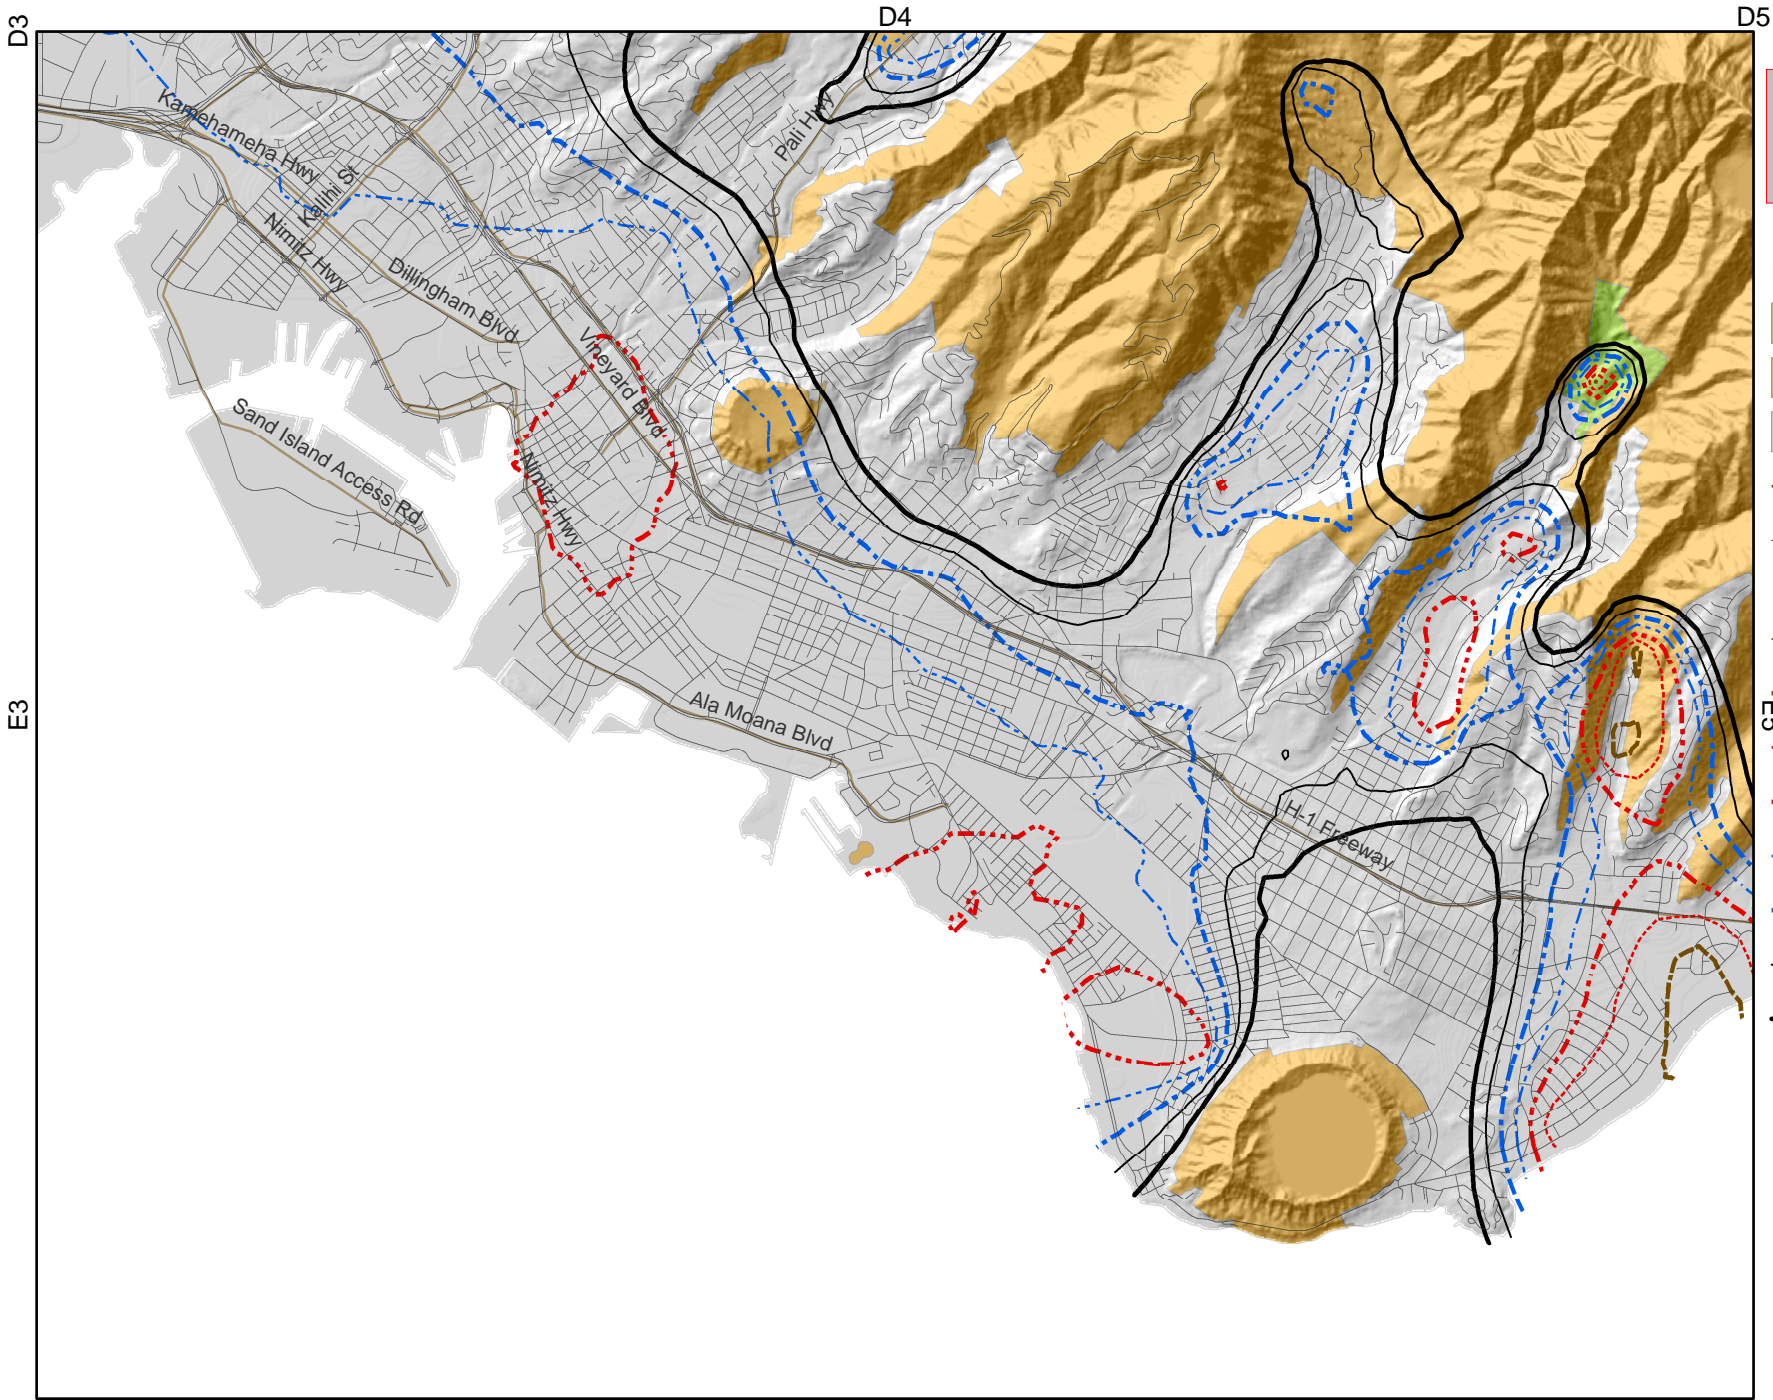 D3
D4
D5
Kamehameha Hwy
Kalihi St
Pali Hwy
Nimitz Hwy
Dillingham Blvd
Vineyard Blvd
Sand Island Access Rd
Nimitz Hwy
Ala Moana Blvd
H-1 Freeway
E3
E5